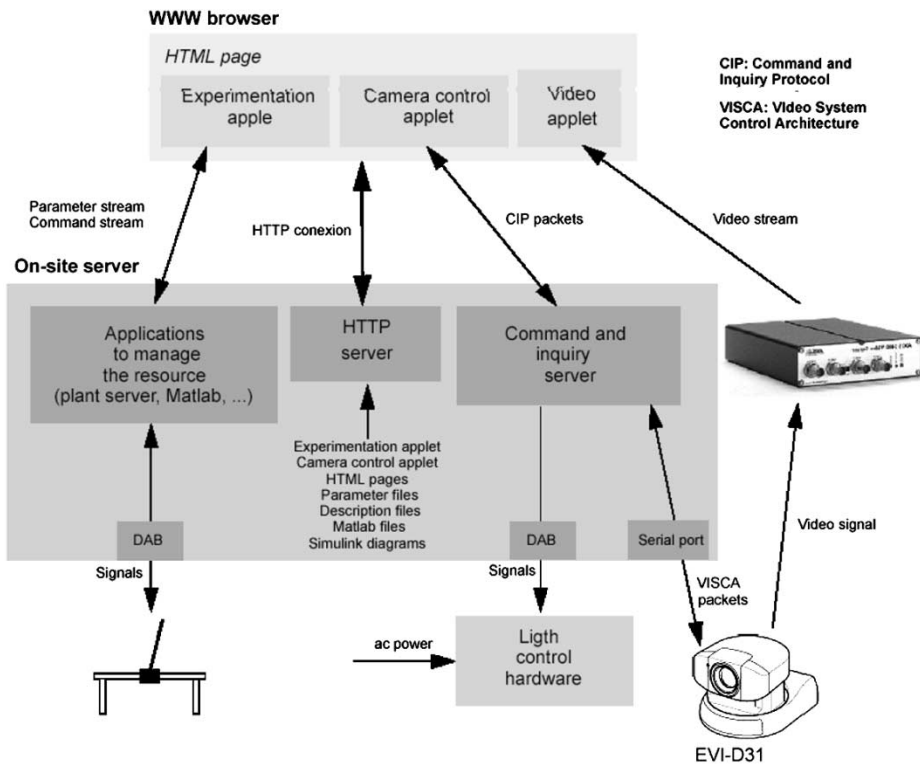 WWW browser
HTML page
Experimentation
apple
Camera control
applet
Video
applet
CIP: Command and
Inquiry Protocol
VISCA: VIdeo System
Control Architecture
Parameter stream
Command stream
HTTP conexion
CIP packets
Video stream
On-site server
Applications
to manage
the resource
(plant server, Matlab, ...)
HTTP
server
Command and
inquiry
server
Experimentation applet
Camera control applet
HTML pages
Parameter files
Description files
Matlab files
Simulink diagrams
DAB
DAB
Serial port
Video signal
Signals
Signals
VISCA
packets
ac power
Ligth
control
hardware
EVI-D31